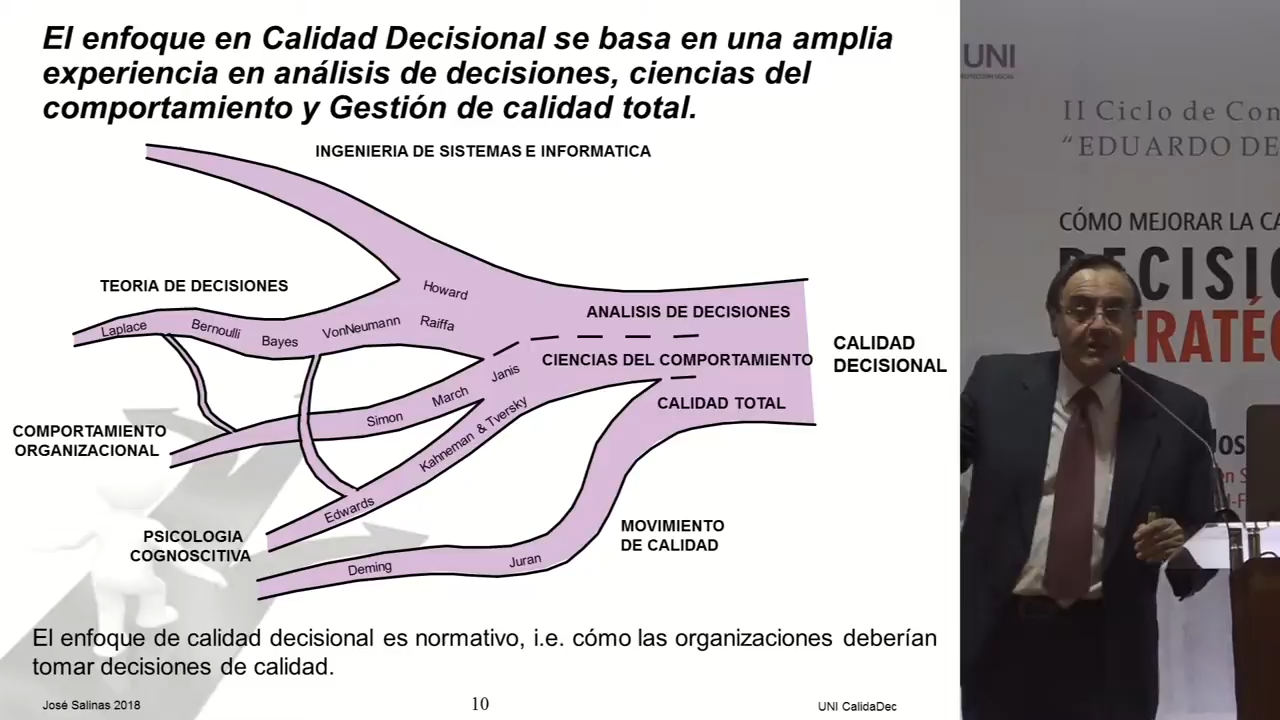 El enfoque en Calidad Decisional se basa en una amplia
experiencia en análisis de decisiones, ciencias del
comportamiento y Gestión de calidad total.
INGENIERIA DE SISTEMAS E INFORMATICA
TEORIA DE DECISIONES
Laplace
Bernoulli
Bayes
VonNeumann
Howard
Raiffa
ANALISIS DE DECISIONES
CIENCIAS DEL COMPORTAMIENTO
CALIDAD TOTAL
CALIDAD
DECISIONAL
COMPORTAMIENTO
ORGANIZACIONAL
Simon
March
Janis
PSICOLOGIA
COGNOSCITIVA
Edwards
Kahneman & Tversky
Deming
Juran
MOVIMIENTO
DE CALIDAD
El enfoque de calidad decisional es normativo, i.e. cómo las organizaciones deberían
tomar decisiones de calidad.
José Salinas 2018
10
UNI CalidaDec
UNI
II Ciclo de Con
“EDUARDO DE
CÓMO MEJORAR LA CA
DECISIO
TRATÉ